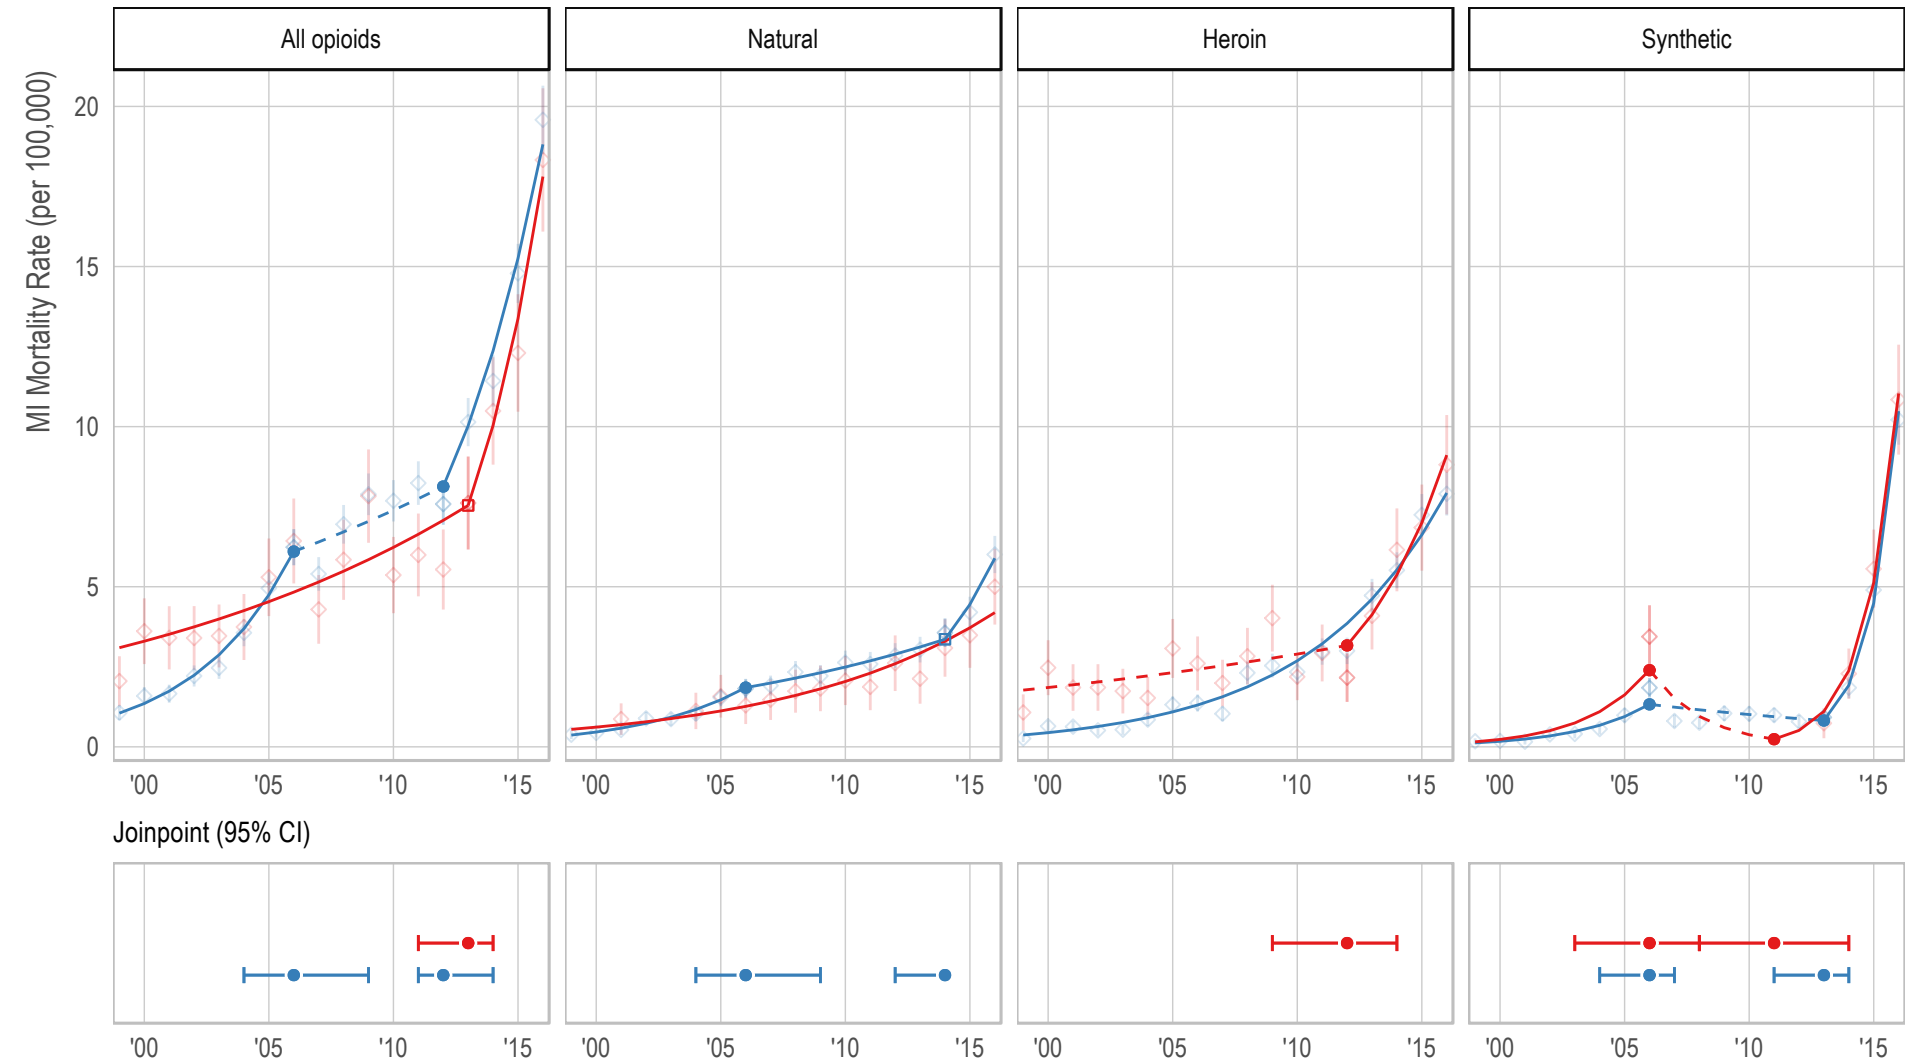 All opioids
Natural
Heroin
Synthetic
MI Mortality Rate (per 100,000)
20
15
10
5
0
'00 '05 '10 '15
'00 '05 '10 '15
'00 '05 '10 '15
'00 '05 '10 '15
Joinpoint (95% CI)
'00 '05 '10 '15
'00 '05 '10 '15
'00 '05 '10 '15
'00 '05 '10 '15